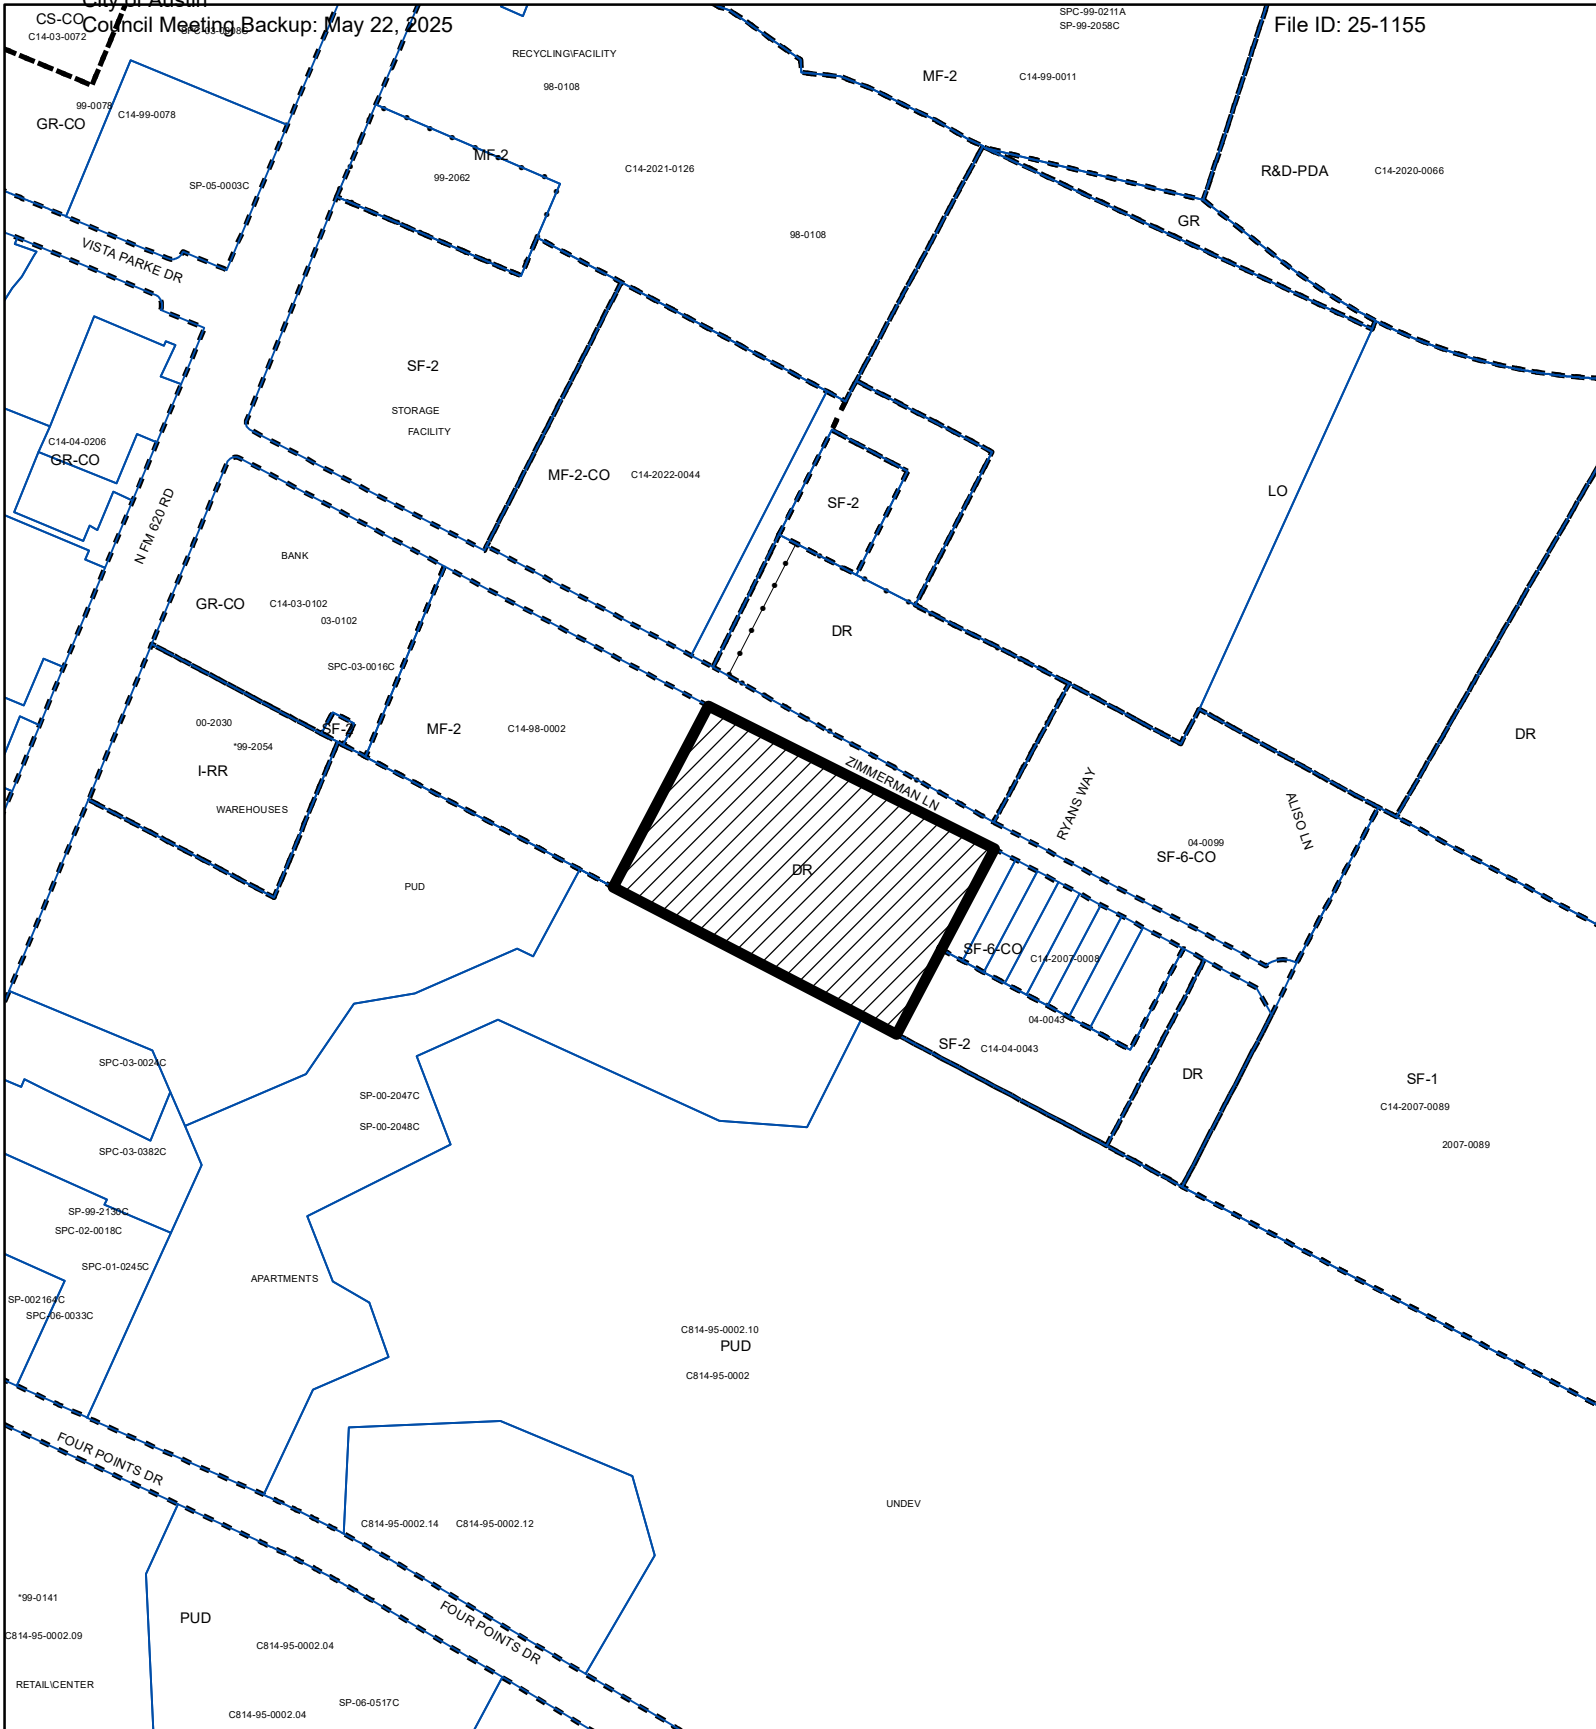 City of Austin
Council Meeting Backup: May 22, 2025
File ID: 25-1155
CS-CO
C14-03-0072
SPC-99-0211A
SP-99-2058C
RECYCLING\FACILITY
98-0108
MF-2
C14-99-0011
99-0078
C14-99-0078
GR-CO
MF-2
99-2062
C14-2021-0126
R&D-PDA
C14-2020-0066
SP-05-0003C
GR
98-0108
VISTA PARKE DR
SF-2
STORAGE
FACILITY
C14-04-0206
GR-CO
MF-2-CO
C14-2022-0044
SF-2
LO
N FM 620 RD
BANK
GR-CO
C14-03-0102
03-0102
DR
SPC-03-0016C
00-2030
SF-2
MF-2
C14-98-0002
*99-2054
DR
I-RR
WAREHOUSES
ZIMMERMAN LN
RYANS WAY
ALISO LN
04-0099
SF-6-CO
DR
PUD
SF-6-CO
C14-2007-0008
04-0043
SF-2
C14-04-0043
DR
SF-1
C14-2007-0089
2007-0089
SPC-03-0024C
SP-00-2047C
SP-00-2048C
SPC-03-0382C
SP-99-2130C
SPC-02-0018C
SPC-01-0245C
APARTMENTS
SP-002164C
SPC-06-0033C
C814-95-0002.10
PUD
C814-95-0002
FOUR POINTS DR
UNDEV
C814-95-0002.14
C814-95-0002.12
*99-0141
PUD
FOUR POINTS DR
C814-95-0002.09
C814-95-0002.04
RETAIL\CENTER
SP-06-0517C
C814-95-0002.04